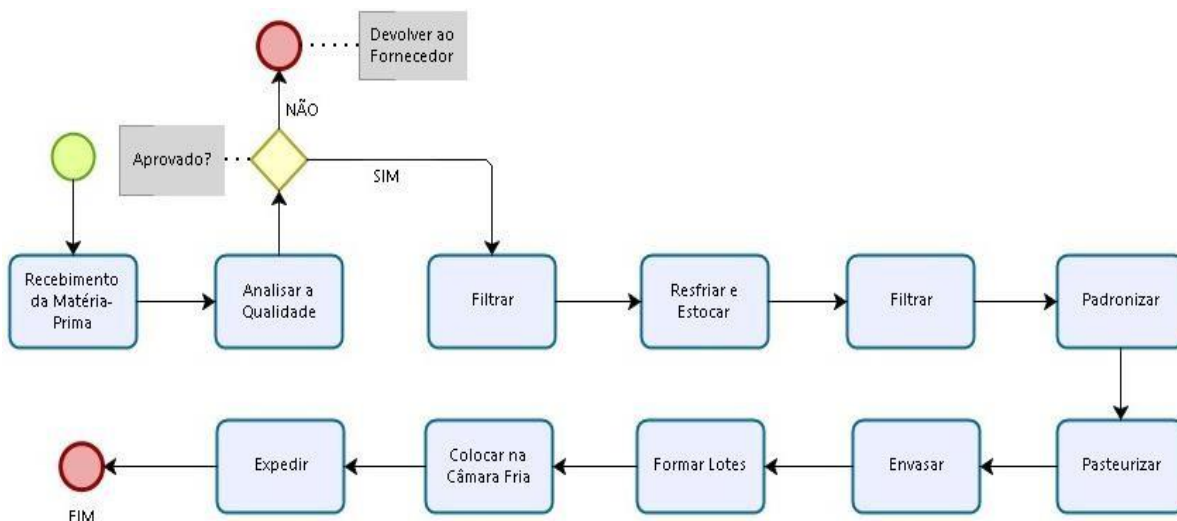 Devolver ao
Fornecedor
NÃO
Aprovado?
SIM
Recebimento
da Matéria-
Prima
Analisar a
Qualidade
Filtrar
Resfriar e
Estocar
Filtrar
Padronizar
Pasteurizar
Envasar
Formar Lotes
Colocar na
Câmara Fria
Expedir
FIM